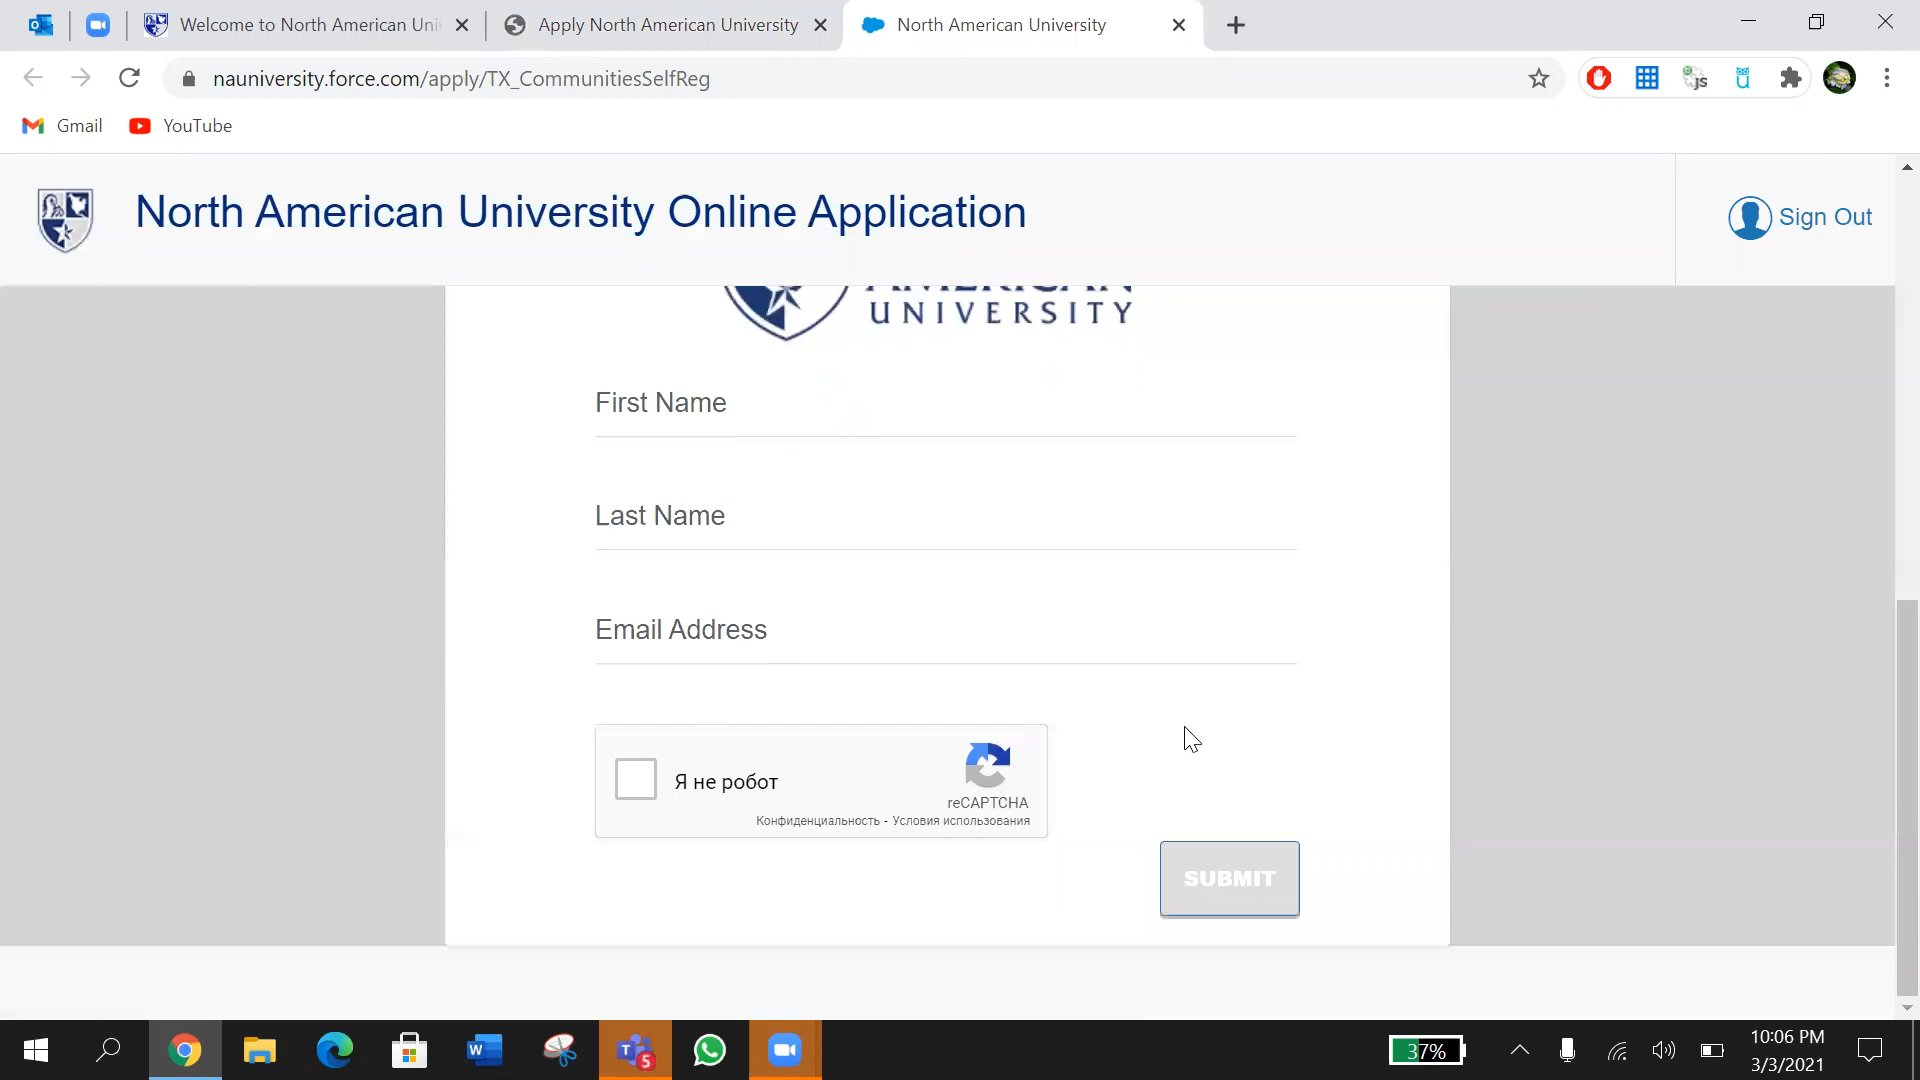 Welcome to North American Uni
Apply North American University
North American University
nauniversity.force.com/apply/TX_CommunitiesSelfReg
Gmail
YouTube
North American University Online Application
Sign Out
AMERICAN
UNIVERSITY
First Name
Last Name
Email Address
Я не робот
reCAPTCHA
Конфиденциальность - Условия использования
SUBMIT
37%
10:06 PM
3/3/2021
5